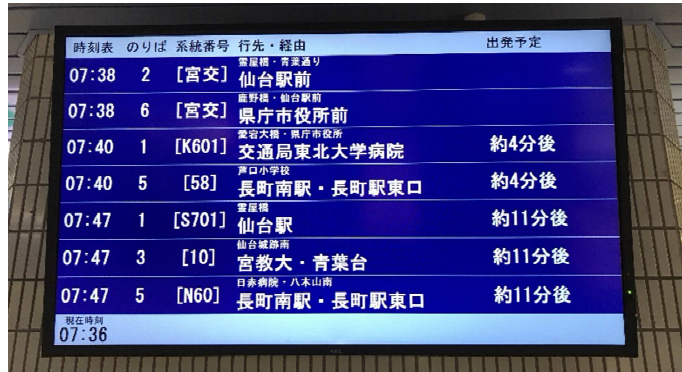 時刻表 のりば 系統番号 行先・経由 出発予定
霊屋橋・青葉通り
07:38 2 [宮交] 仙台駅前
鹿野橋・仙台駅前
07:38 6 [宮交] 県庁市役所前
愛宕大橋・県庁市役所
07:40 1 [K601] 交通局東北大学病院 約4分後
芦口小学校
07:40 5 [58] 長町南駅・長町駅東口 約4分後
霊屋橋
07:47 1 [S701] 仙台駅 約11分後
仙台城跡南
07:47 3 [10] 宮教大・青葉台 約11分後
日赤病院・八木山南
07:47 5 [N60] 長町南駅・長町駅東口 約11分後
現在時刻
07:36
NEC